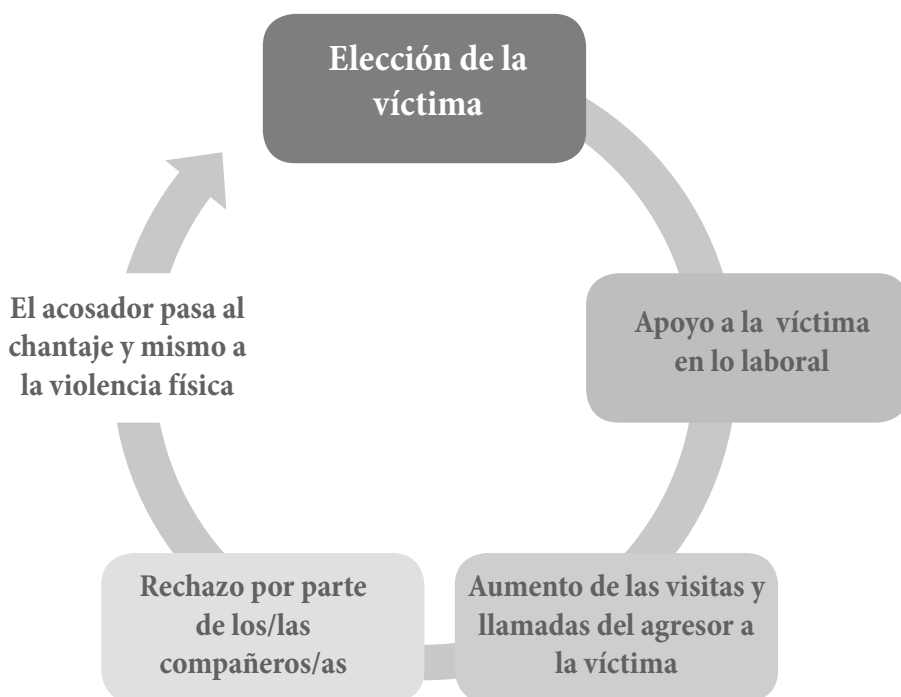 Elección de la
víctima
Apoyo a la víctima
en lo laboral
Aumento de las visitas y
llamadas del agresor a
la víctima
Rechazo por parte
de los/las
compañeros/as
El acosador pasa al
chantaje y mismo a
la violencia física